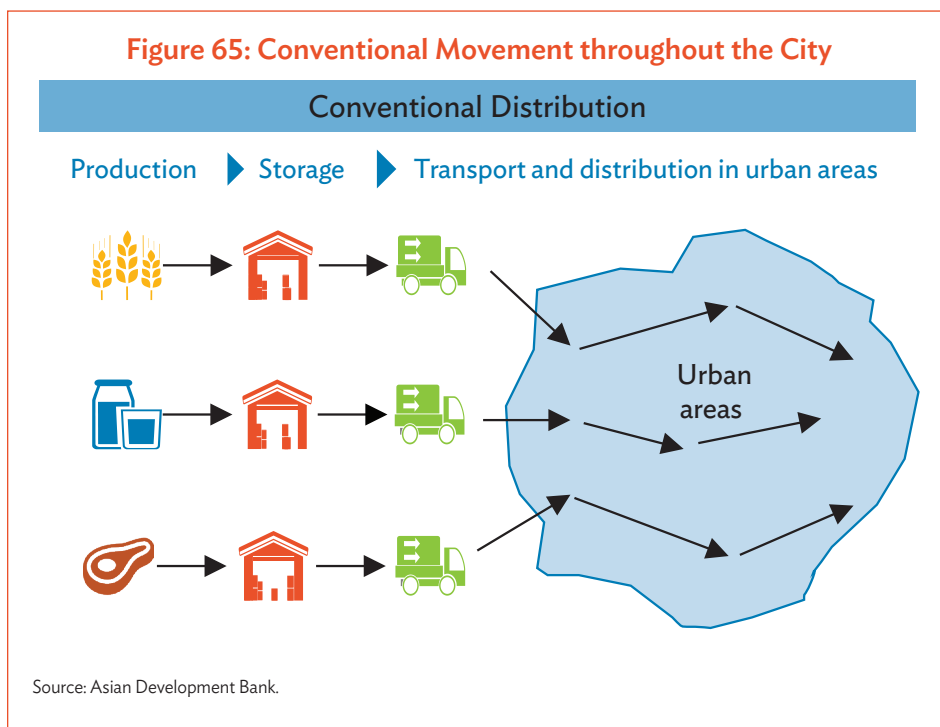 Figure 65: Conventional Movement throughout the City
Conventional Distribution
Production Storage Transport and distribution in urban areas
Urban
areas
Source: Asian Development Bank.